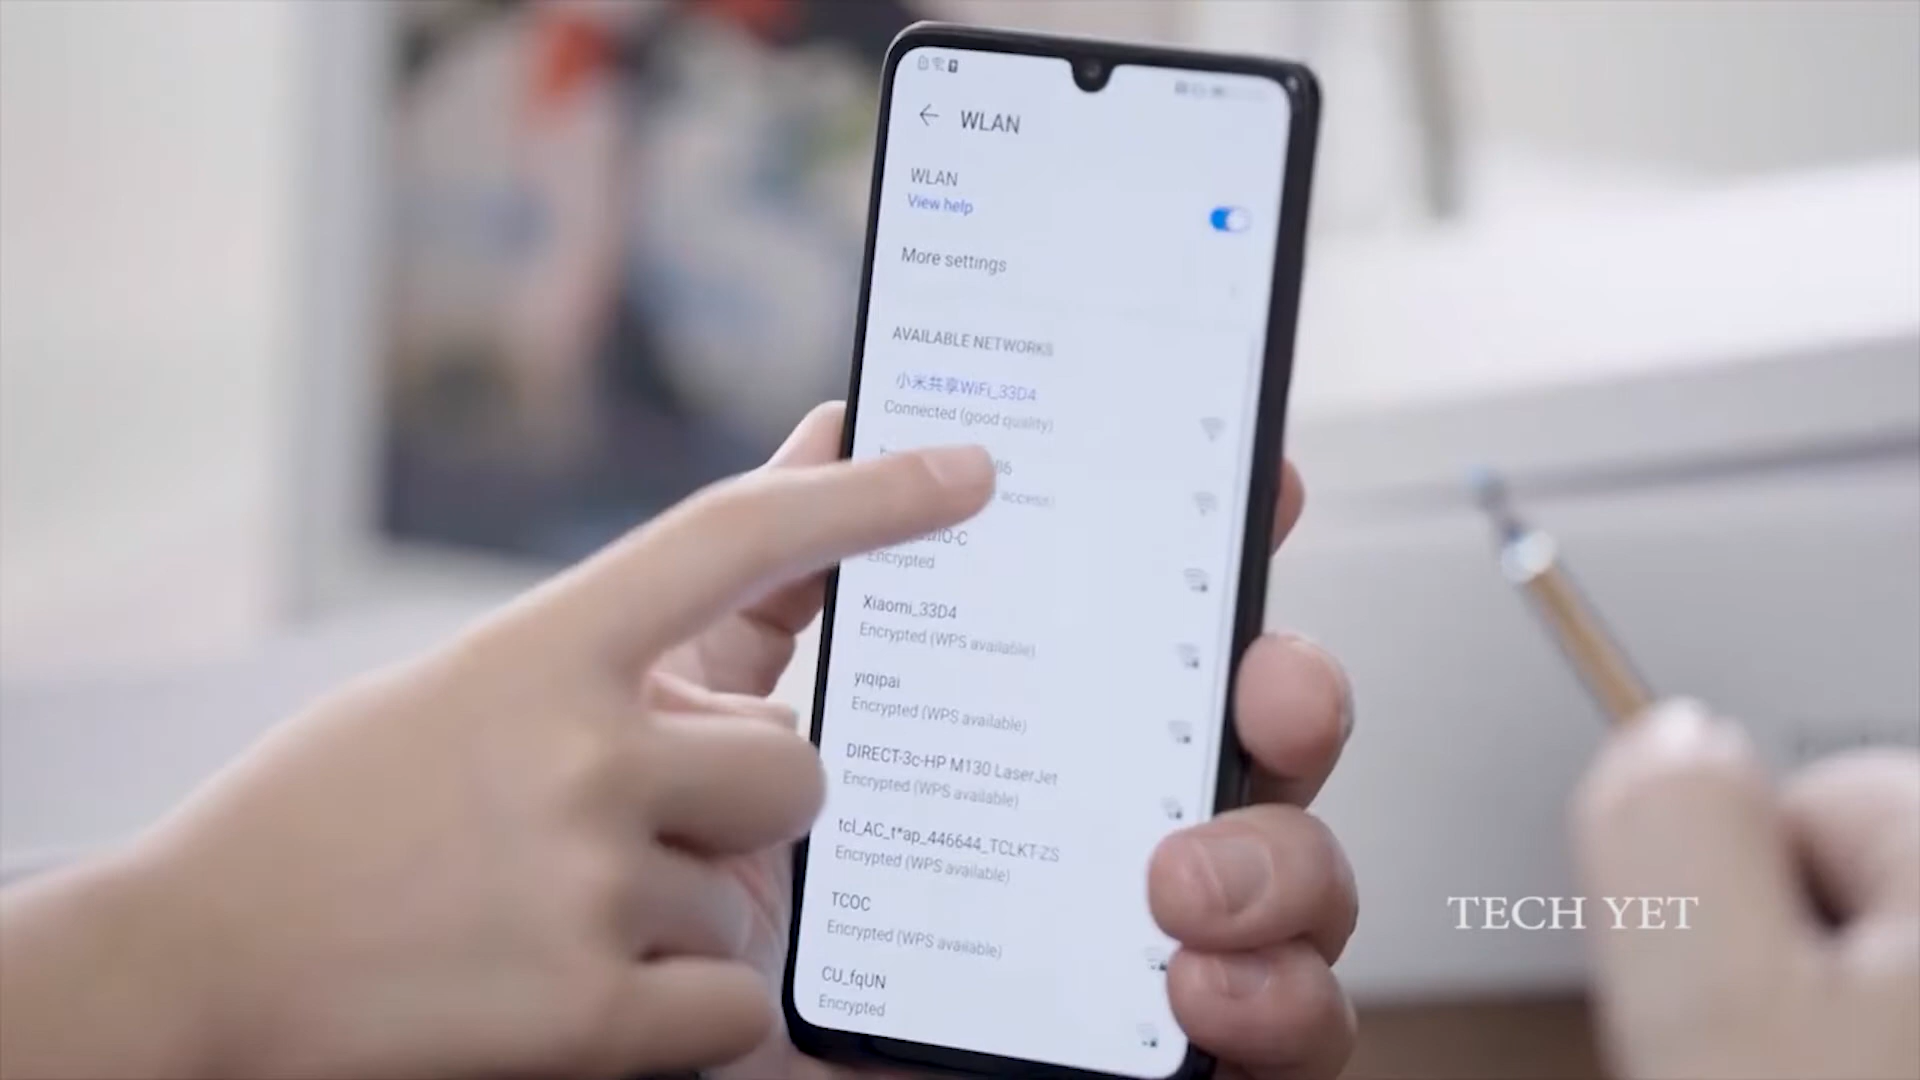 WLAN
WLAN
View help
More settings
AVAILABLE NETWORKS
小米共享WiFi_33D4
Connected (good quality)
access)
Encrypted
Xiaomi_33D4
Encrypted (WPS available)
yiqipai
Encrypted (WPS available)
DIRECT-3c-HP M130 LaserJet
Encrypted (WPS available)
tcl_AC_t*ap_446644_TCLKT-ZS
Encrypted (WPS available)
TCOC
Encrypted (WPS available)
CU_fqUN
Encrypted
TECH YET